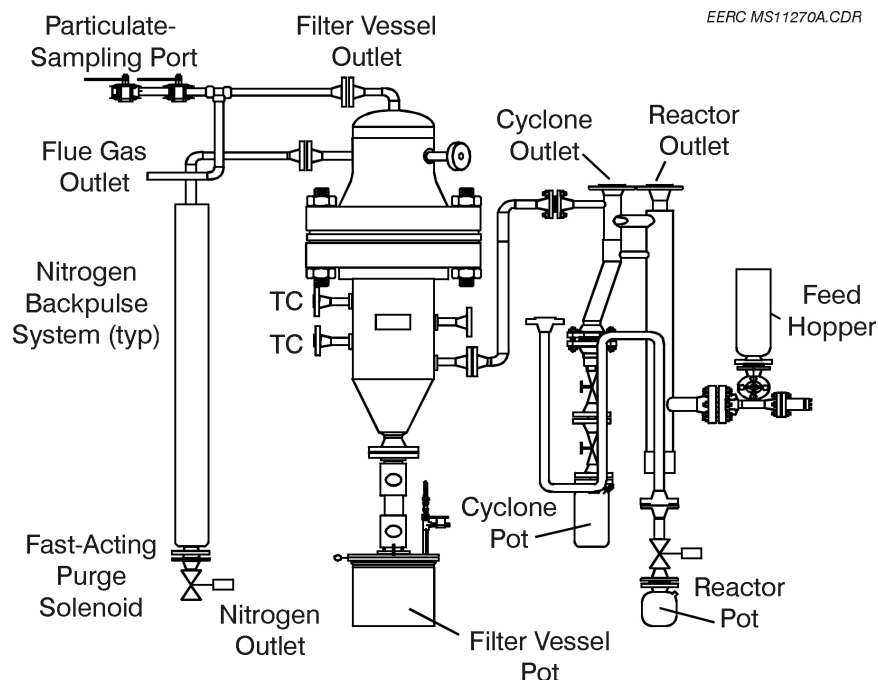 EERC MS11270A.CDR
Particulate-
Sampling Port
Filter Vessel
Outlet
Cyclone
Outlet
Reactor
Outlet
Flue Gas
Outlet
Nitrogen
Backpulse
System (typ)
TC
TC
Feed
Hopper
Cyclone
Pot
Fast-Acting
Purge
Solenoid
Nitrogen
Outlet
Filter Vessel
Pot
Reactor
Pot